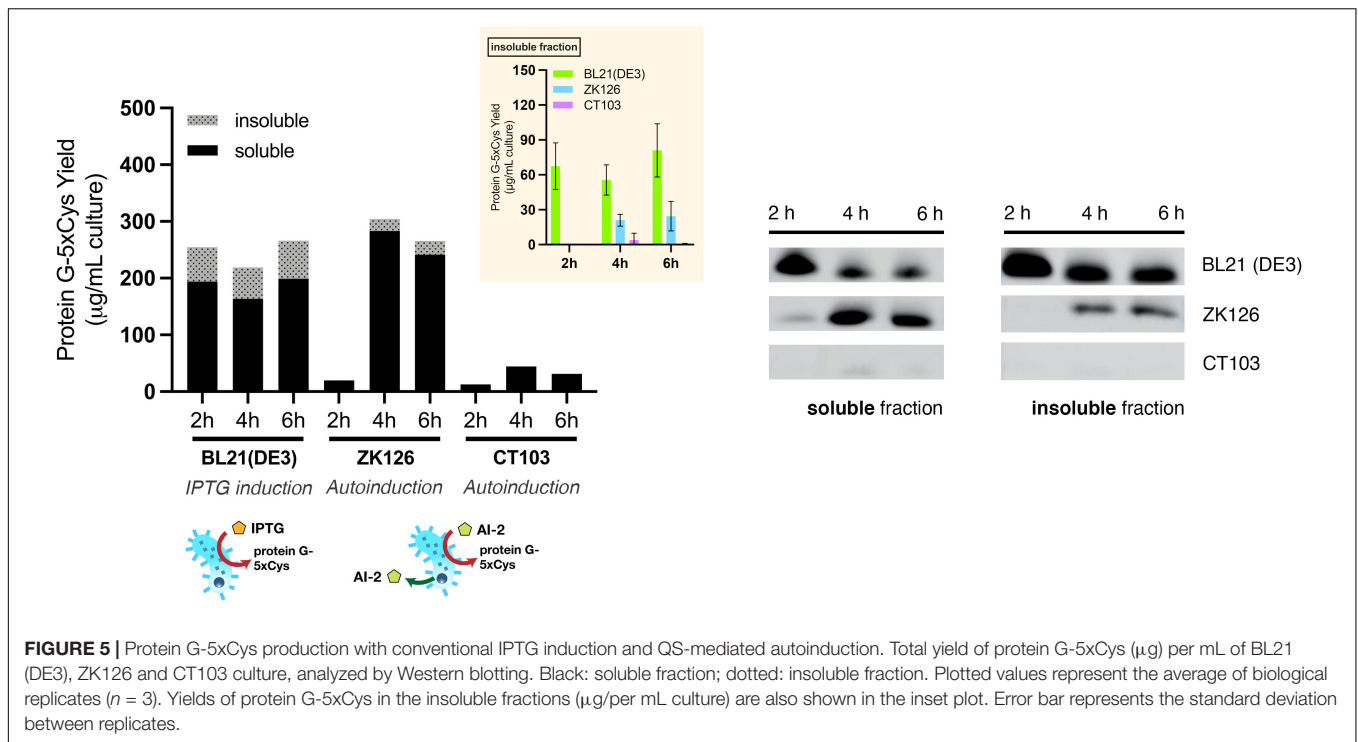 insoluble fraction
150
120
90
60
30
0
Protein G-5xCys Yield
(μg/mL culture)
BL21(DE3)
ZK126
CT103
2h 4h 6h
500
400
300
200
100
0
Protein G-5xCys Yield
(μg/mL culture)
insoluble
soluble
2h 4h 6h 2h 4h 6h 2h 4h 6h
BL21(DE3) ZK126 CT103
IPTG induction Autoinduction Autoinduction
IPTG
protein G-
5xCys
AI-2
protein G-
5xCys
AI-2
2 h 4 h 6 h 2 h 4 h 6 h
BL21 (DE3)
ZK126
CT103
soluble fraction insoluble fraction
FIGURE 5 | Protein G-5xCys production with conventional IPTG induction and QS-mediated autoinduction. Total yield of protein G-5xCys (μg) per mL of BL21
(DE3), ZK126 and CT103 culture, analyzed by Western blotting. Black: soluble fraction; dotted: insoluble fraction. Plotted values represent the average of biological
replicates (n = 3). Yields of protein G-5xCys in the insoluble fractions (μg/per mL culture) are also shown in the inset plot. Error bar represents the standard deviation
between replicates.